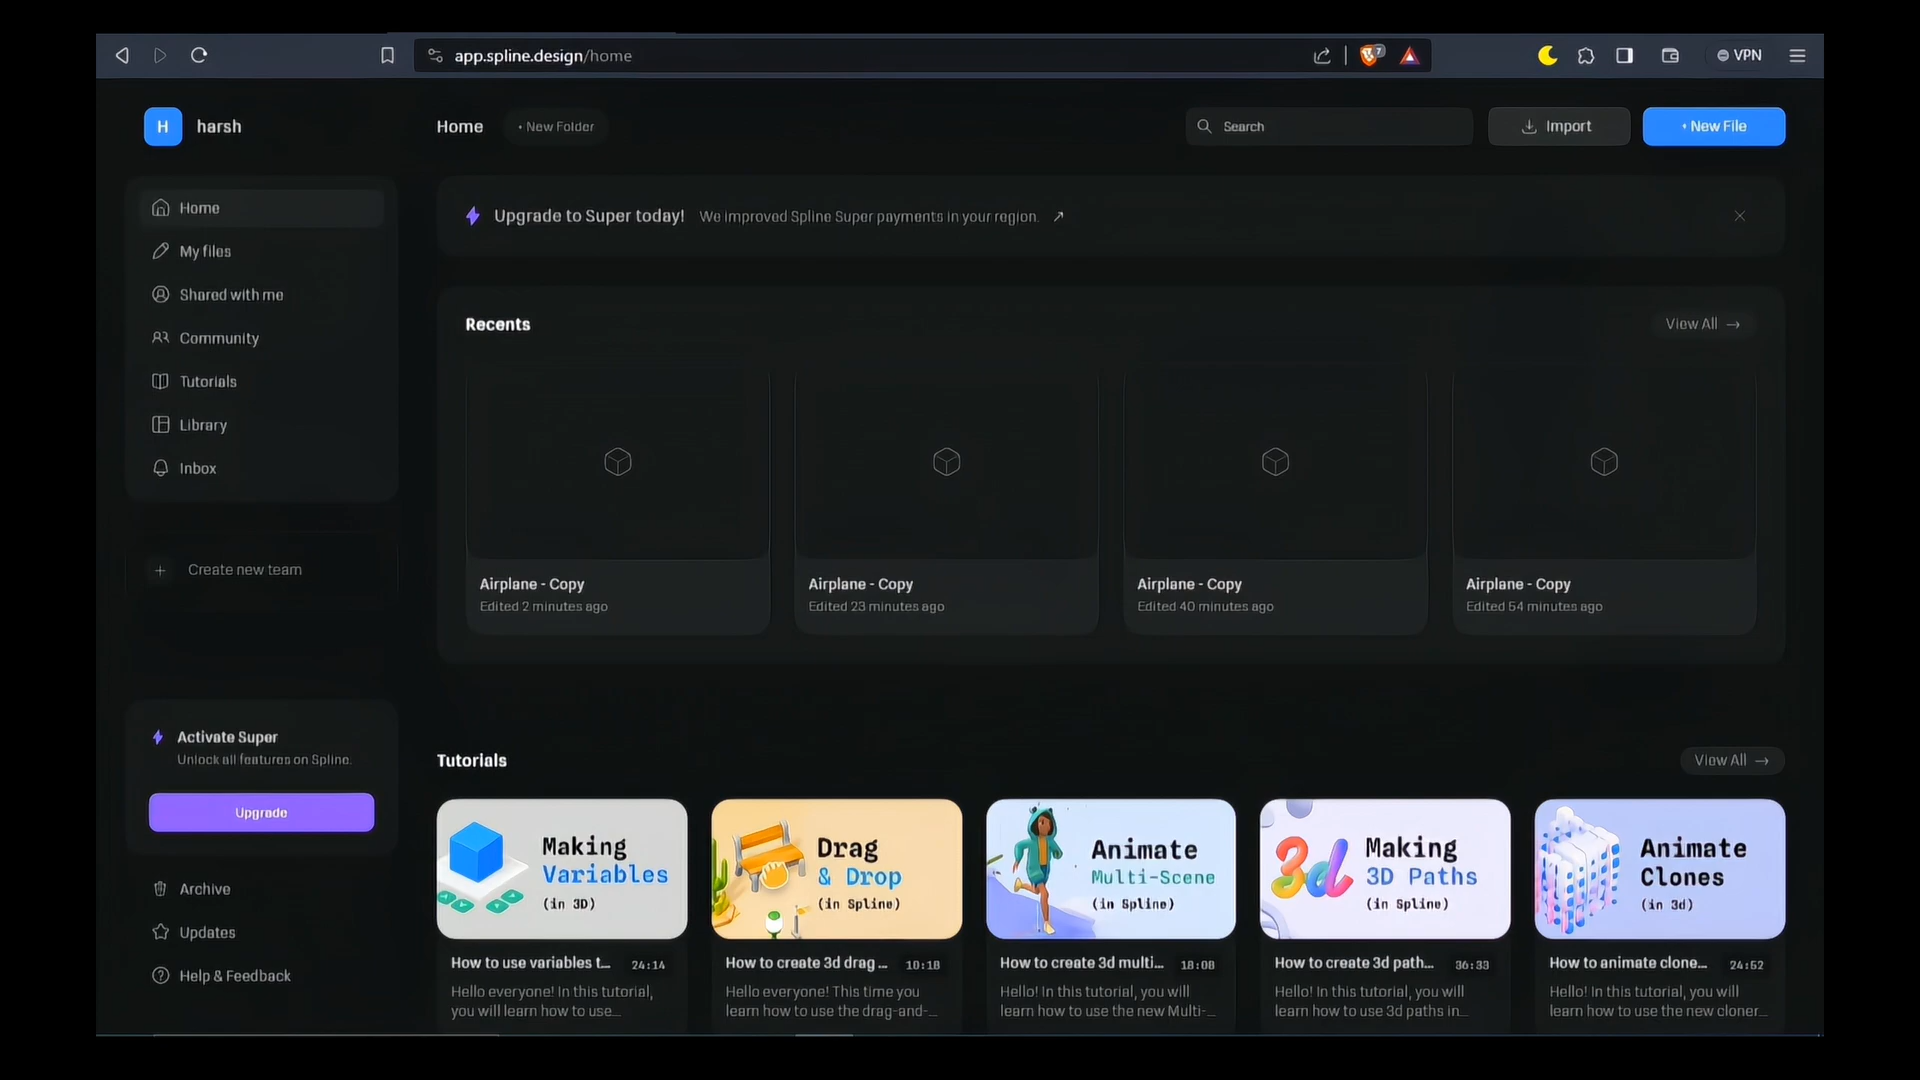 app.spline.design/home
7
VPN
H
harsh
Home
New Folder
Search
Import
New File
Home
My files
Shared with me
Community
Tutorials
Library
Inbox
Create new team
Activate Super
Unlock all features on Spline.
Upgrade
Archive
Updates
Help & Feedback
Upgrade to Super today! We improved Spline Super payments in your region.
Recents
View All
Airplane - Copy
Edited 2 minutes ago
Airplane - Copy
Edited 23 minutes ago
Airplane - Copy
Edited 40 minutes ago
Airplane - Copy
Edited 54 minutes ago
Tutorials
View All
Making
Variables
(in 3D)
How to use variables t... 24:14
Hello everyone! In this tutorial,
you will learn how to use...
Drag
& Drop
(in Spline)
How to create 3d drag ... 10:18
Hello everyone! This time you
learn how to use the drag-and-...
Animate
Multi-Scene
(in Spline)
How to create 3d multi... 18:08
Hello! In this tutorial, you will
learn how to use the new Multi-...
3d
Making
3D Paths
(in Spline)
How to create 3d path... 36:33
Hello! In this tutorial, you will
learn how to use 3d paths in...
Animate
Clones
(in 3d)
How to animate clone... 24:52
Hello! In this tutorial, you will
learn how to use the new cloner...